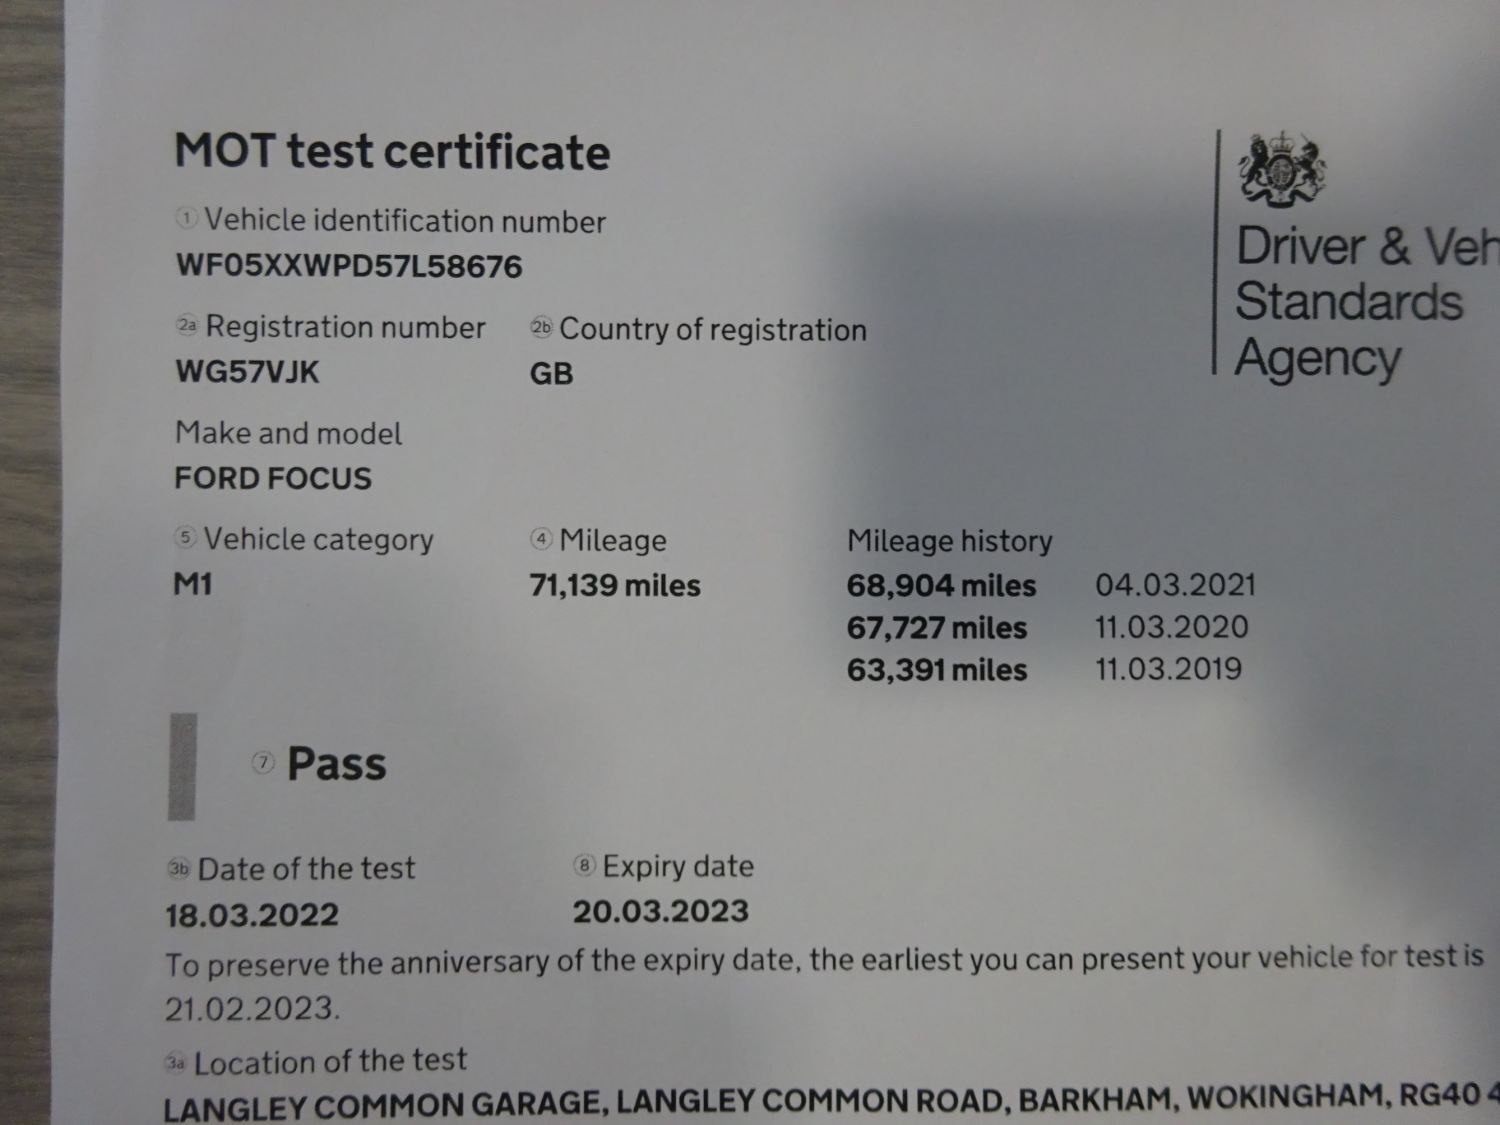 MOT test certificate
1 Vehicle identification number
WF05XXWPD57L58676
2a Registration number 2b Country of registration
WG57VJK GB
Make and model
FORD FOCUS
5 Vehicle category 4 Mileage Mileage history
M1 71,139 miles 68,904 miles 04.03.2021
67,727 miles 11.03.2020
63,391 miles 11.03.2019
7 Pass
3b Date of the test 8 Expiry date
18.03.2022 20.03.2023
To preserve the anniversary of the expiry date, the earliest you can present your vehicle for test is
21.02.2023.
3a Location of the test
LANGLEY COMMON GARAGE, LANGLEY COMMON ROAD, BARKHAM, WOKINGHAM, RG40 4
Driver & Veh
Standards
Agency